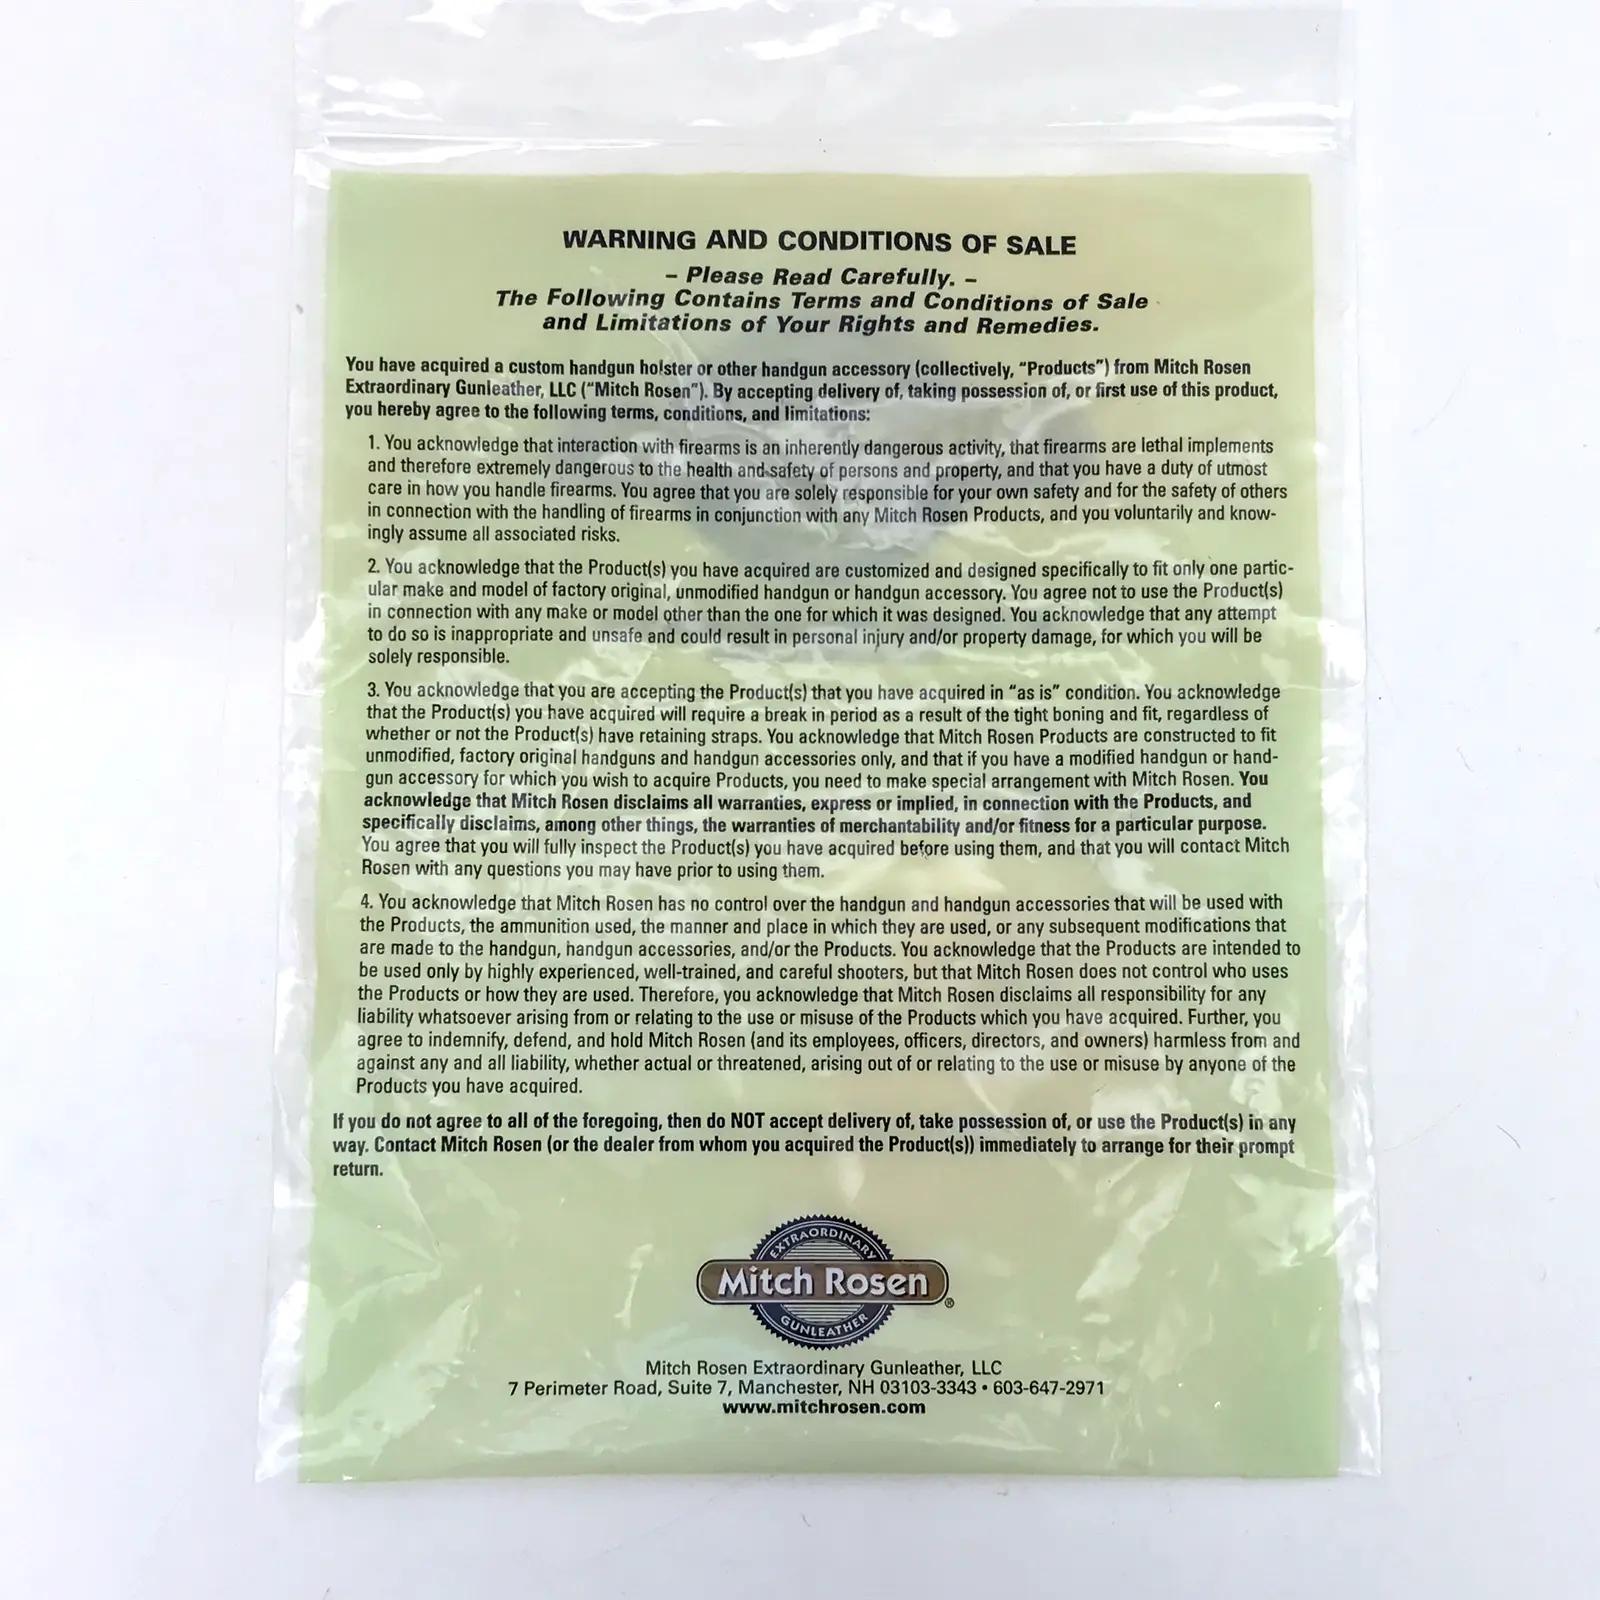 WARNING AND CONDITIONS OF SALE
– Please Read Carefully. –
The Following Contains Terms and Conditions of Sale
and Limitations of Your Rights and Remedies.
You have acquired a custom handgun holster or other handgun accessory (collectively, “Products”) from Mitch Rosen
Extraordinary Gunleather, LLC (“Mitch Rosen”). By accepting delivery of, taking possession of, or first use of this product,
you hereby agree to the following terms, conditions, and limitations:
1. You acknowledge that interaction with firearms is an inherently dangerous activity, that firearms are lethal implements
and therefore extremely dangerous to the health and safety of persons and property, and that you have a duty of utmost
care in how you handle firearms. You agree that you are solely responsible for your own safety and for the safety of others
in connection with the handling of firearms in conjunction with any Mitch Rosen Products, and you voluntarily and know-
ingly assume all associated risks.
2. You acknowledge that the Product(s) you have acquired are customized and designed specifically to fit only one partic-
ular make and model of factory original, unmodified handgun or handgun accessory. You agree not to use the Product(s)
in connection with any make or model other than the one for which it was designed. You acknowledge that any attempt
to do so is inappropriate and unsafe and could result in personal injury and/or property damage, for which you will be
solely responsible.
3. You acknowledge that you are accepting the Product(s) that you have acquired in “as is” condition. You acknowledge
that the Product(s) you have acquired will require a break in period as a result of the tight boning and fit, regardless of
whether or not the Product(s) have retaining straps. You acknowledge that Mitch Rosen Products are constructed to fit
unmodified, factory original handguns and handgun accessories only, and that if you have a modified handgun or hand-
gun accessory for which you wish to acquire Products, you need to make special arrangement with Mitch Rosen. You
acknowledge that Mitch Rosen disclaims all warranties, express or implied, in connection with the Products, and
specifically disclaims, among other things, the warranties of merchantability and/or fitness for a particular purpose.
You agree that you will fully inspect the Product(s) you have acquired before using them, and that you will contact Mitch
Rosen with any questions you may have prior to using them.
4. You acknowledge that Mitch Rosen has no control over the handgun and handgun accessories that will be used with
the Products, the ammunition used, the manner and place in which they are used, or any subsequent modifications that
are made to the handgun, handgun accessories, and/or the Products. You acknowledge that the Products are intended to
be used only by highly experienced, well-trained, and careful shooters, but that Mitch Rosen does not control who uses
the Products or how they are used. Therefore, you acknowledge that Mitch Rosen disclaims all responsibility for any
liability whatsoever arising from or relating to the use or misuse of the Products which you have acquired. Further, you
agree to indemnify, defend, and hold Mitch Rosen (and its employees, officers, directors, and owners) harmless from and
against any and all liability, whether actual or threatened, arising out of or relating to the use or misuse by anyone of the
Products you have acquired.
If you do not agree to all of the foregoing, then do NOT accept delivery of, take possession of, or use the Product(s) in any
way. Contact Mitch Rosen (or the dealer from whom you acquired the Product(s)) immediately to arrange for their prompt
return.
EXTRAORDINARY
Mitch Rosen®
GUNLEATHER
Mitch Rosen Extraordinary Gunleather, LLC
7 Perimeter Road, Suite 7, Manchester, NH 03103-3343 • 603-647-2971
www.mitchrosen.com